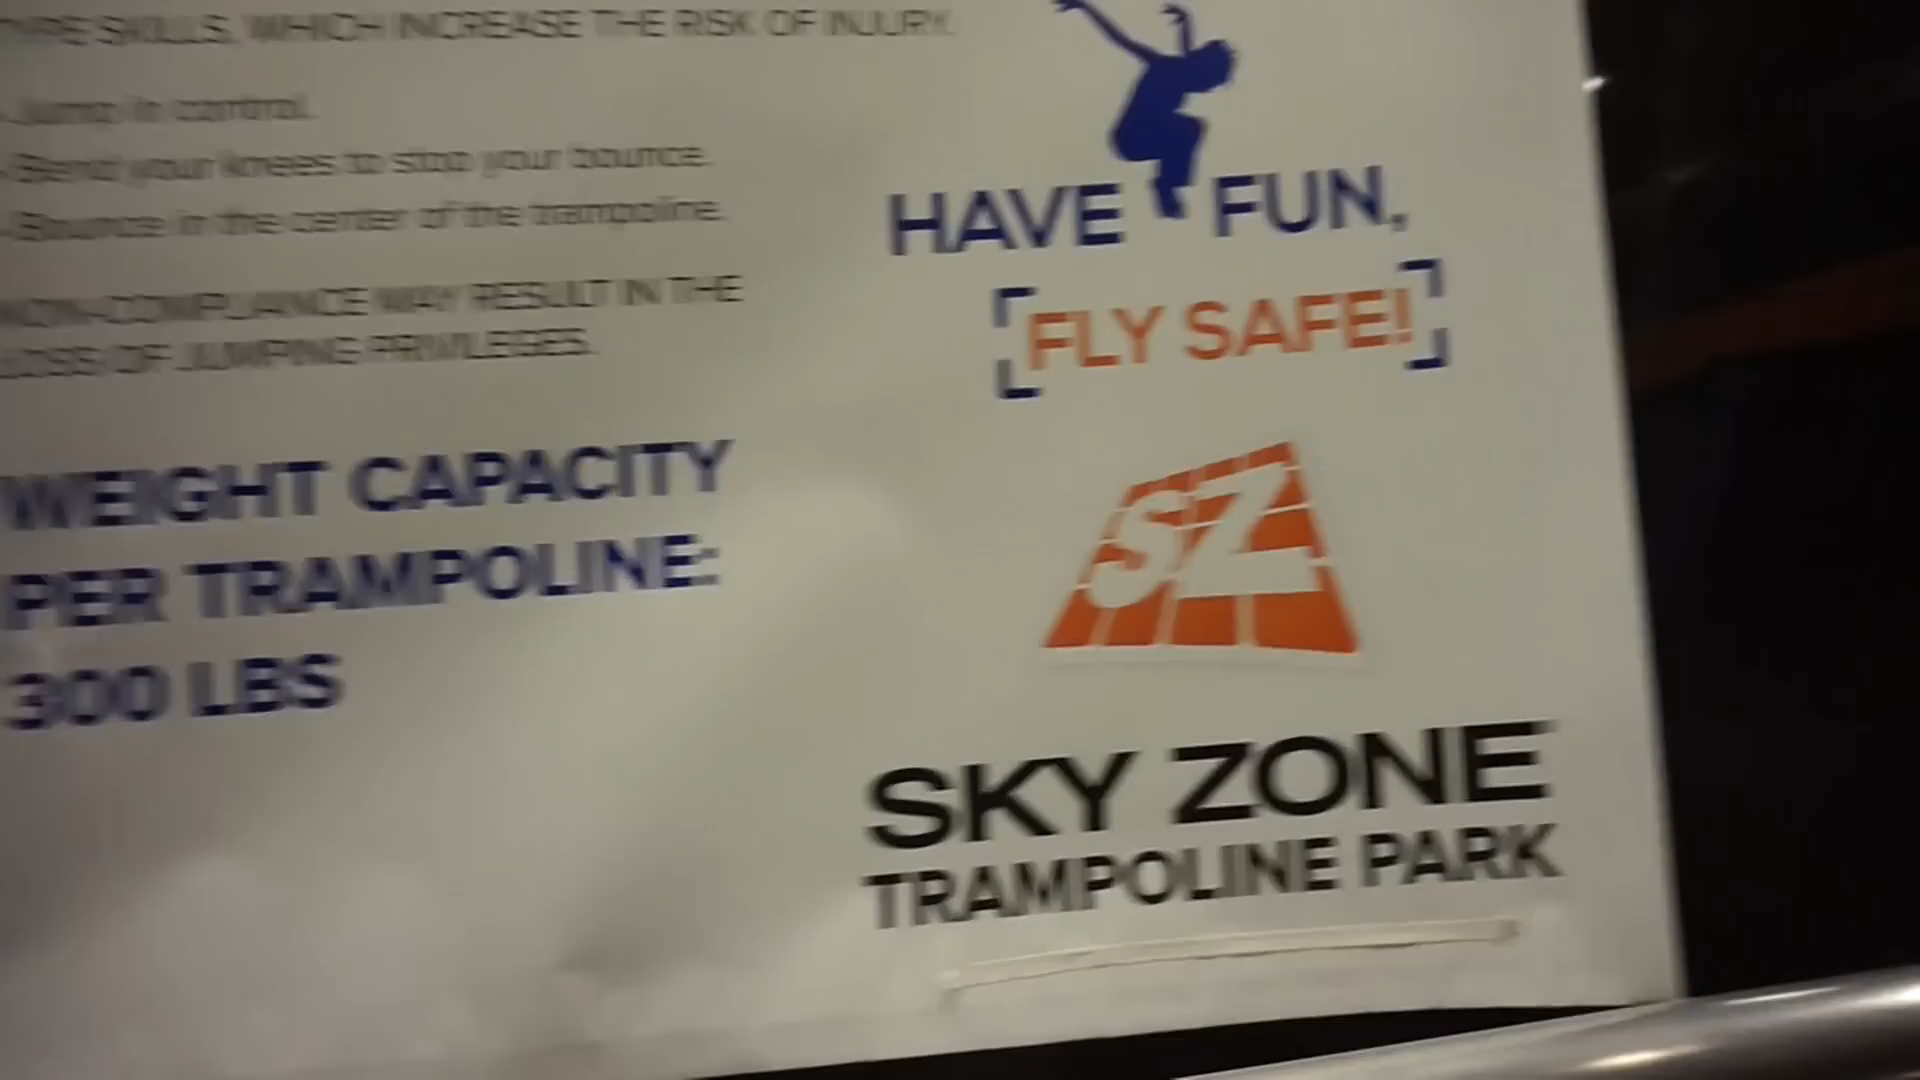 TYPE SKILLS, WHICH INCREASE THE RISK OF INJURY.
-Jump in control.
-Bend your knees to stop your bounce.
-Bounce in the center of the trampoline.
NON-COMPLIANCE MAY RESULT IN THE
LOSS OF JUMPING PRIVILEGES.
WEIGHT CAPACITY
PER TRAMPOLINE:
300 LBS
HAVE FUN,
FLY SAFE!
SZ
SKY ZONE
TRAMPOLINE PARK